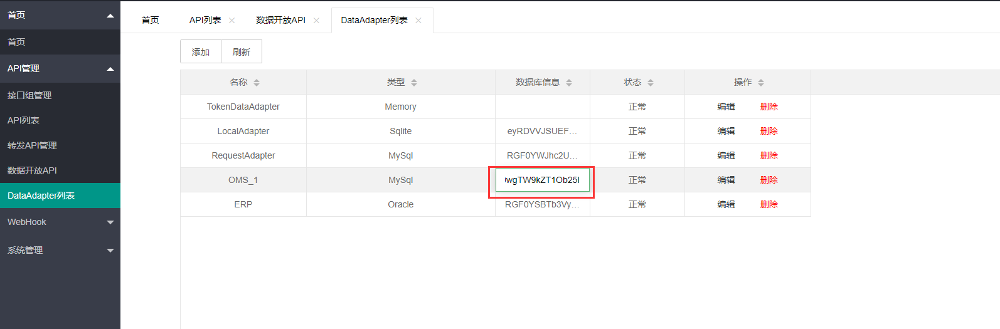 首页
首页
API管理
接口组管理
API列表
转发API管理
数据开放API
DataAdapter列表
WebHook
系统管理
首页 API列表 数据开放API DataAdapter列表
添加 刷新
名称 类型 数据库信息 状态 操作
TokenDataAdapter Memory 正常 编辑 删除
LocalAdapter Sqlite eyRDVVJSUEF... 正常 编辑 删除
RequestAdapter MySql RGF0YWJhc2U... 正常 编辑 删除
OMS_1 MySql wgTW9kZT1Ob25l 正常 编辑 删除
ERP Oracle RGF0YSBTb3Vy... 正常 编辑 删除